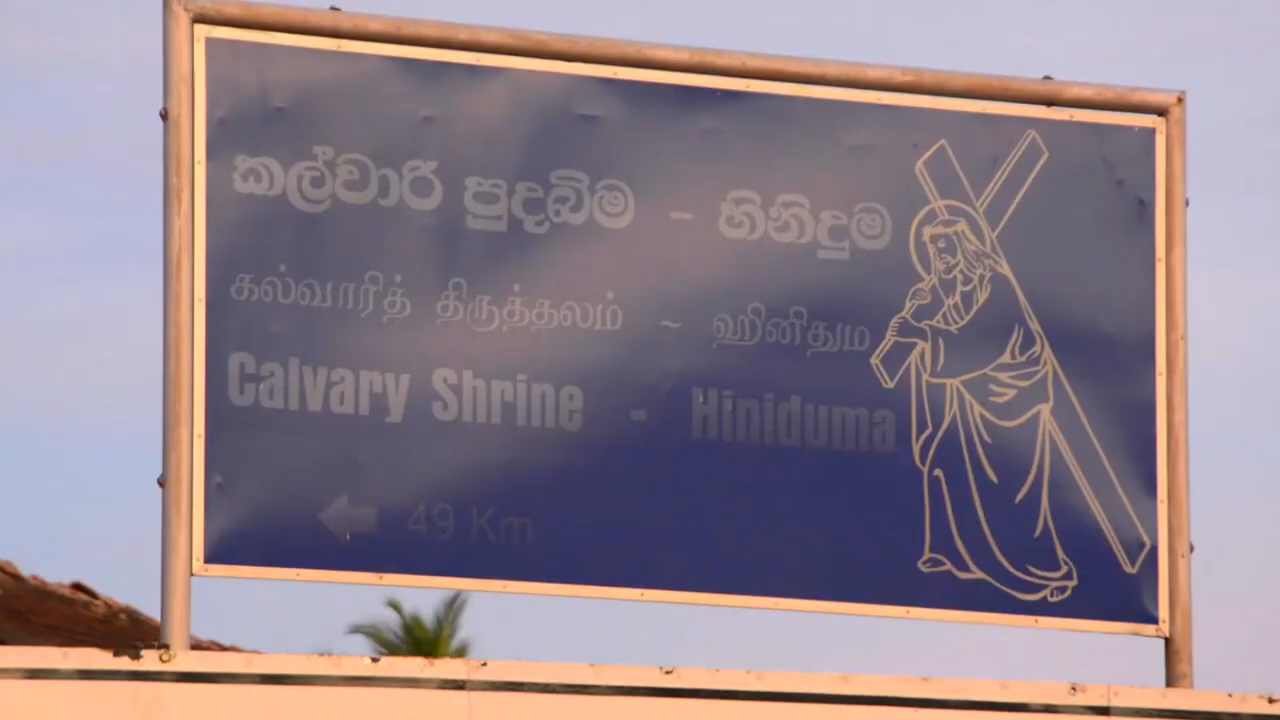 කල්වාරි පුදබිම - හිනිදුම
கல்வாரித் திருத்தலம் - ஹினிதும
Calvary Shrine - Hiniduma
49 Km